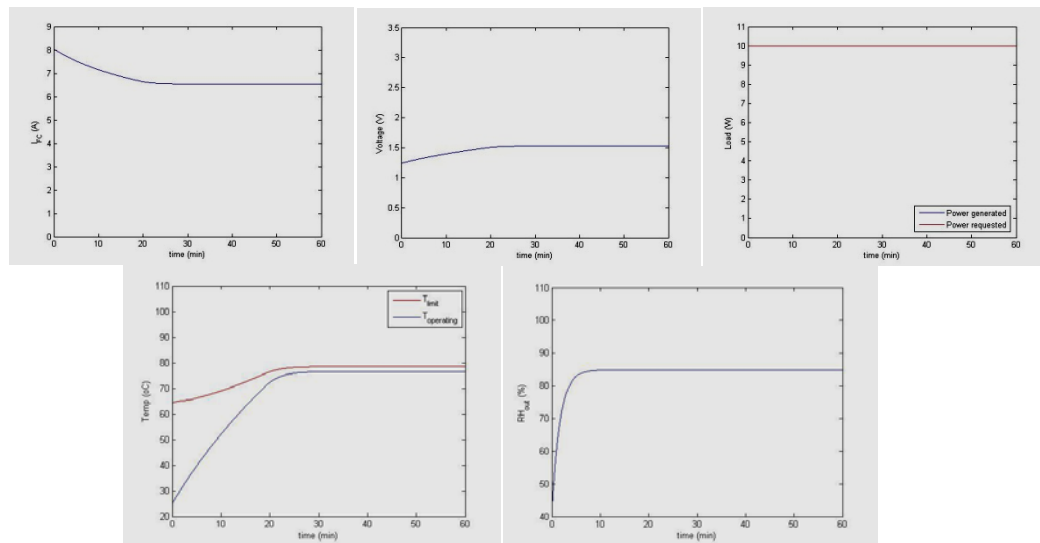 9
8
7
6
5
4
3
2
1
0
I_FC (A)
0 10 20 30 40 50 60
time (min)
3.5
3
2.5
2
1.5
1
0.5
0
Voltage (V)
0 10 20 30 40 50 60
time (min)
11
10
9
8
7
6
5
4
3
2
1
0
Load (W)
Power generated
Power requested
0 10 20 30 40 50 60
time (min)
110
100
90
80
70
60
50
40
30
20
Temp (oC)
T_limit
T_operating
0 10 20 30 40 50 60
time (min)
110
100
90
80
70
60
50
40
RH_out (%)
0 10 20 30 40 50 60
time (min)